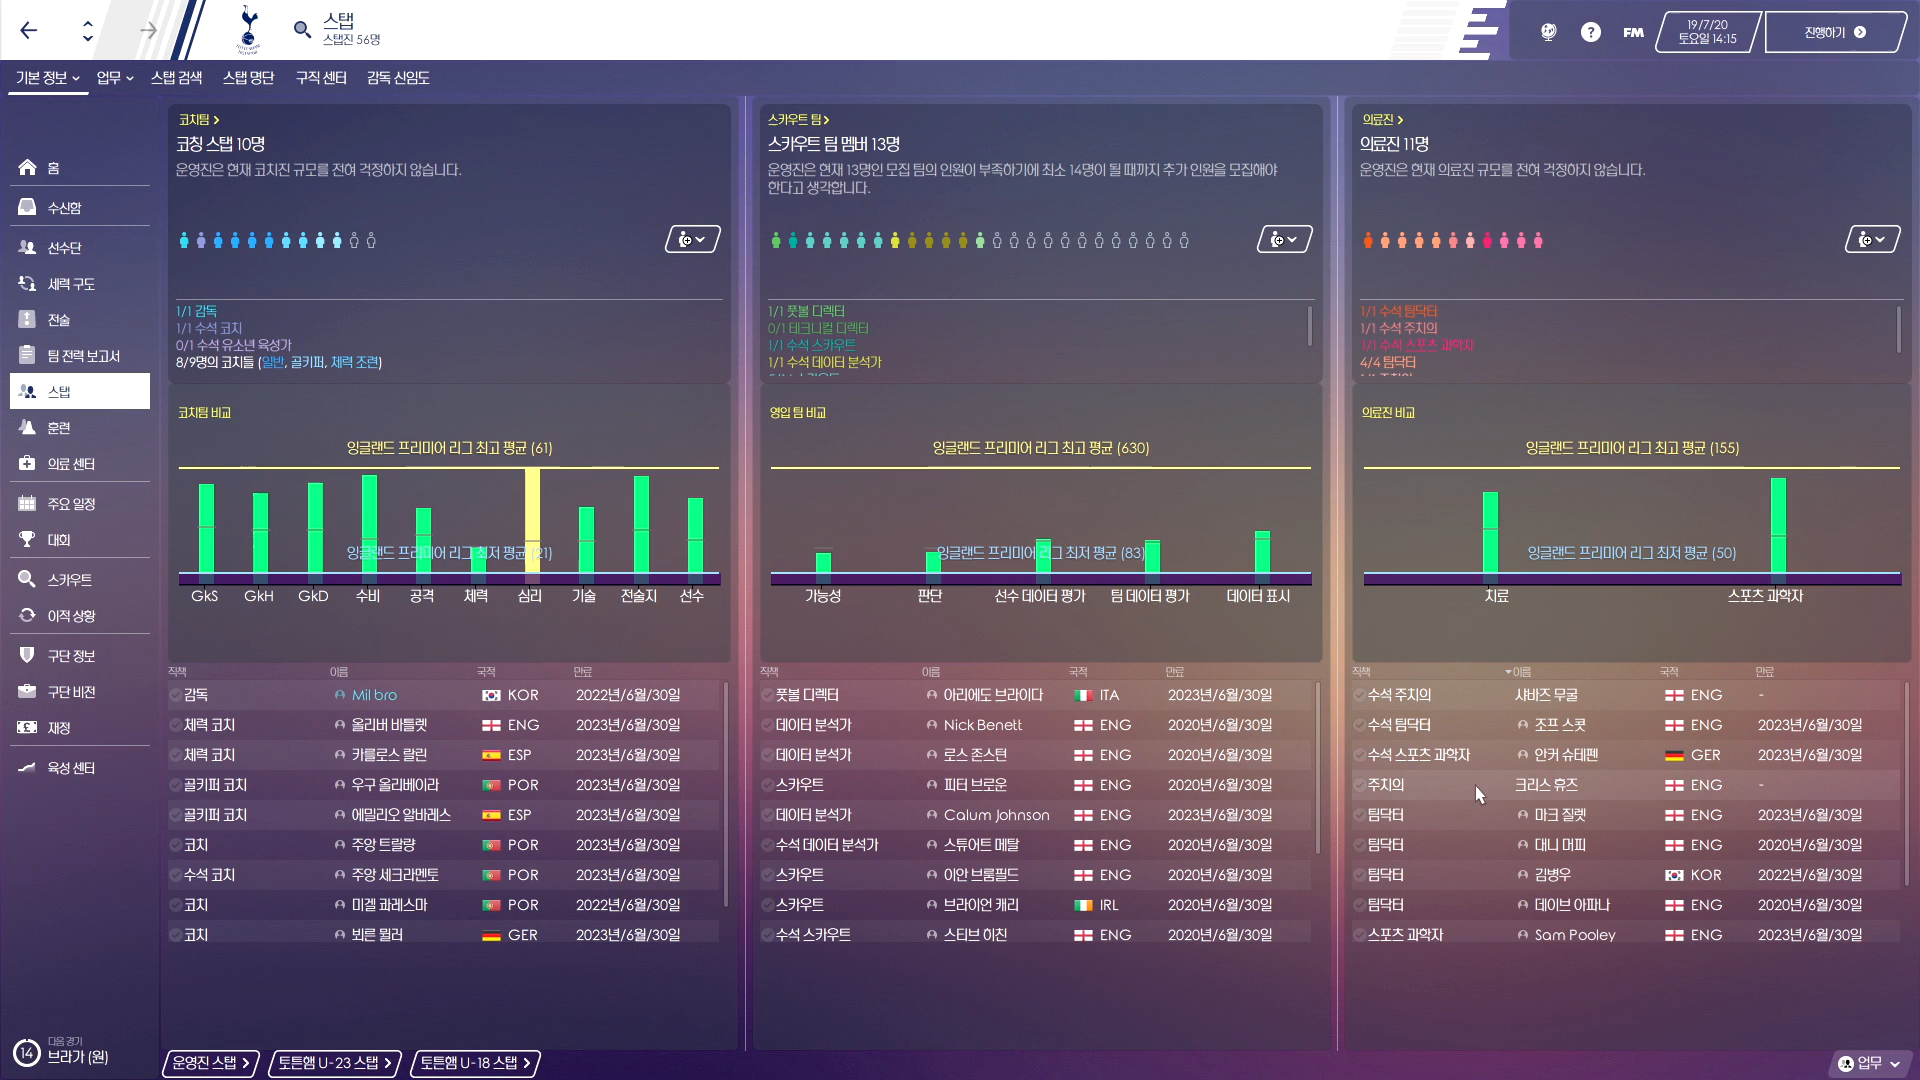 스탭
스탭진 56명
FM
19/7/20
토요일 14:15
진행하기
기본 정보
업무
스탭 검색
스탭 명단
구직 센터
감독 신임도
홈
수신함
선수단
세력 구도
전술
팀 전력 보고서
스탭
훈련
의료 센터
주요 일정
대회
스카우트
이적 상황
구단 정보
구단 비전
재정
육성 센터
14
다음 경기
브라가 (원)
코치팀
코칭 스탭 10명
운영진은 현재 코치진 규모를 전혀 걱정하지 않습니다.
1/1 감독
1/1 수석 코치
0/1 수석 유소년 육성가
8/9명의 코치들 (일반, 골키퍼, 체력 조련)
코치팀 비교
잉글랜드 프리미어 리그 최고 평균 (61)
잉글랜드 프리미어 리그 최저 평균 (21)
GkS GkH GkD 수비 공격 체력 심리 기술 전술지 선수
직책 이름 국적 만료
감독 Mil bro KOR 2022년/6월/30일
체력 코치 올리버 바틀렛 ENG 2023년/6월/30일
체력 코치 카를로스 랄린 ESP 2023년/6월/30일
골키퍼 코치 우구 올리베이라 POR 2023년/6월/30일
골키퍼 코치 에밀리오 알바레스 ESP 2023년/6월/30일
코치 주앙 트랄량 POR 2023년/6월/30일
수석 코치 주앙 세크라멘토 POR 2023년/6월/30일
코치 미겔 콰레스마 POR 2022년/6월/30일
코치 뵈른 뮐러 GER 2023년/6월/30일
스카우트 팀
스카우트 팀 멤버 13명
운영진은 현재 13명인 모집 팀의 인원이 부족하기에 최소 14명이 될 때까지 추가 인원을 모집해야
한다고 생각합니다.
1/1 풋볼 디렉터
0/1 테크니컬 디렉터
1/1 수석 스카우트
1/1 수석 데이터 분석가
영입 팀 비교
잉글랜드 프리미어 리그 최고 평균 (630)
잉글랜드 프리미어 리그 최저 평균 (83)
가능성 판단 선수 데이터 평가 팀 데이터 평가 데이터 표시
직책 이름 국적 만료
풋볼 디렉터 아리에도 브라이다 ITA 2023년/6월/30일
데이터 분석가 Nick Benett ENG 2020년/6월/30일
데이터 분석가 로스 존스턴 ENG 2020년/6월/30일
스카우트 피터 브로운 ENG 2020년/6월/30일
데이터 분석가 Calum Johnson ENG 2020년/6월/30일
수석 데이터 분석가 스튜어트 메탈 ENG 2020년/6월/30일
스카우트 이안 브룸필드 ENG 2020년/6월/30일
스카우트 브라이언 캐리 IRL 2020년/6월/30일
수석 스카우트 스티브 히친 ENG 2020년/6월/30일
의료진
의료진 11명
운영진은 현재 의료진 규모를 전혀 걱정하지 않습니다.
1/1 수석 팀닥터
1/1 수석 주치의
1/1 수석 스포츠 과학자
4/4 팀닥터
의료진 비교
잉글랜드 프리미어 리그 최고 평균 (155)
잉글랜드 프리미어 리그 최저 평균 (50)
치료 스포츠 과학자
직책 이름 국적 만료
수석 주치의 샤바즈 무굴 ENG -
수석 팀닥터 조프 스콧 ENG 2023년/6월/30일
수석 스포츠 과학자 안커 슈테펜 GER 2023년/6월/30일
주치의 크리스 휴즈 ENG -
팀닥터 마크 질렛 ENG 2023년/6월/30일
팀닥터 대니 머피 ENG 2020년/6월/30일
팀닥터 김병우 KOR 2022년/6월/30일
팀닥터 데이브 아파나 ENG 2020년/6월/30일
스포츠 과학자 Sam Pooley ENG 2023년/6월/30일
운영진 스탭
토튼햄 U-23 스탭
토튼햄 U-18 스탭
업무